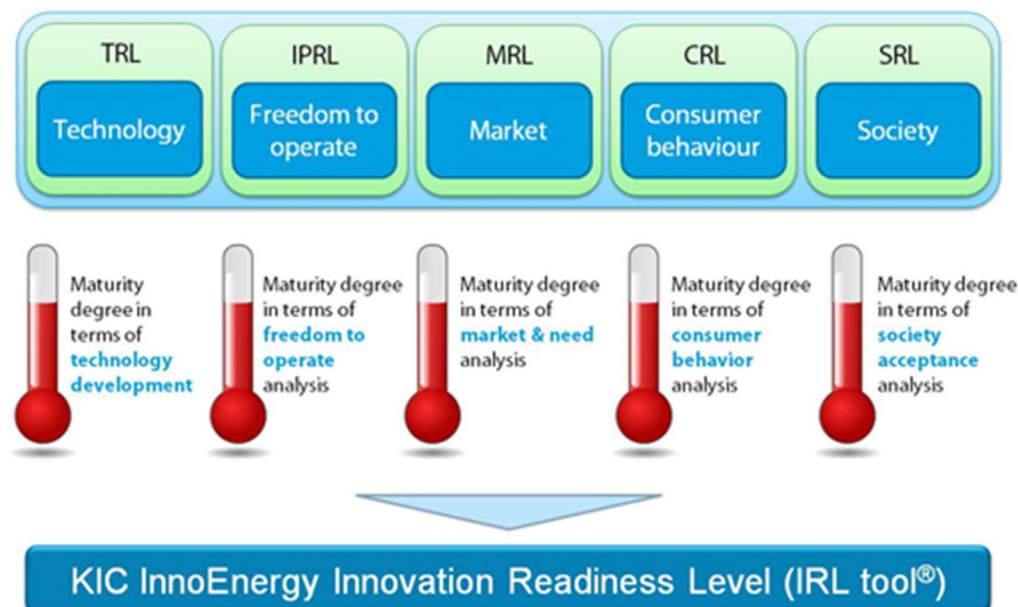 TRL
Technology
IPRL
Freedom to
operate
MRL
Market
CRL
Consumer
behaviour
SRL
Society
Maturity
degree in
terms of
technology
development
Maturity degree
in terms of
freedom to
operate
analysis
Maturity degree
in terms of
market & need
analysis
Maturity degree
in terms of
consumer
behavior
analysis
Maturity degree
in terms of
society
acceptance
analysis
KIC InnoEnergy Innovation Readiness Level (IRL tool®)